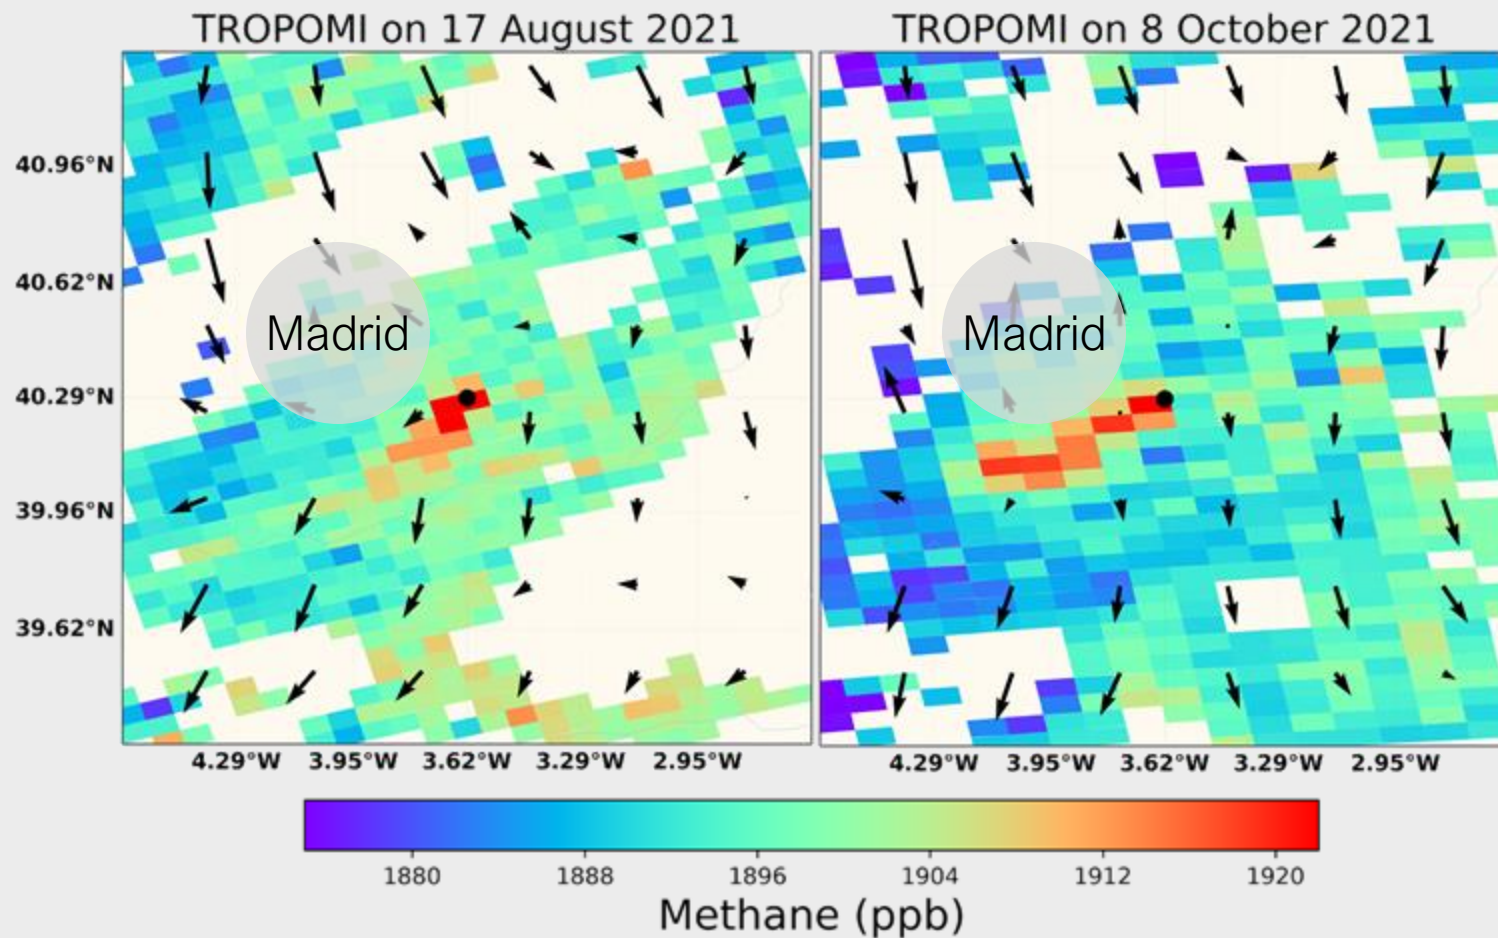 TROPOMI on 17 August 2021
TROPOMI on 8 October 2021
40.96°N
40.62°N
40.29°N
39.96°N
39.62°N
Madrid
Madrid
4.29°W 3.95°W 3.62°W 3.29°W 2.95°W
4.29°W 3.95°W 3.62°W 3.29°W 2.95°W
1880 1888 1896 1904 1912 1920
Methane (ppb)